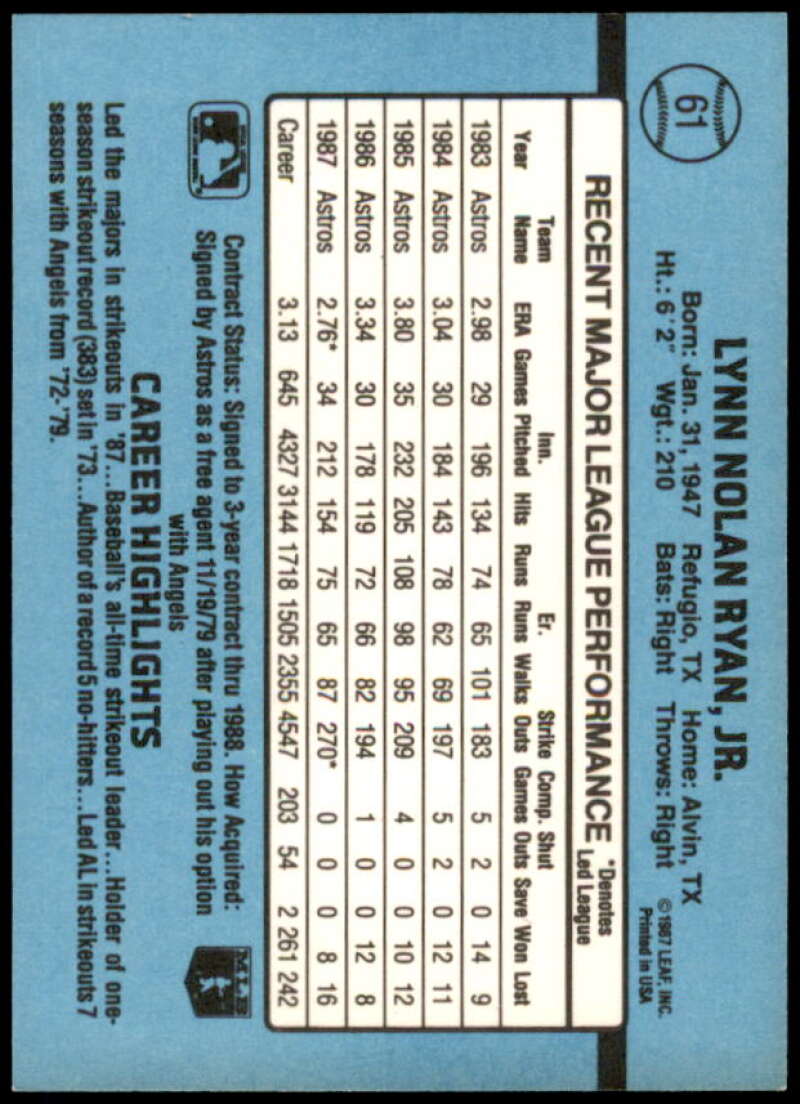 61
LYNN NOLAN RYAN, JR.
Born: Jan. 31, 1947 Refugio, TX Home: Alvin, TX
Ht.: 6'2" Wgt.: 210 Bats: Right Throws: Right
©1987 LEAF, INC.
Printed in USA
RECENT MAJOR LEAGUE PERFORMANCE *Denotes
Led League
Team Inn. Er. Strike Comp. Shut
Year Name ERA Games Pitched Hits Runs Runs Walks Outs Games Outs Save Won Lost
1983 Astros 2.98 29 196 134 74 65 101 183 5 2 0 14 9
1984 Astros 3.04 30 184 143 78 62 69 197 5 2 0 12 11
1985 Astros 3.80 35 232 205 108 98 95 209 4 0 0 10 12
1986 Astros 3.34 30 178 119 72 66 82 194 1 0 0 12 8
1987 Astros 2.76* 34 212 154 75 65 87 270* 0 0 0 8 16
Career 3.13 645 4327 3144 1718 1505 2355 4547 203 54 2 261 242
Contract Status: Signed to 3-year contract thru 1988. How Acquired:
Signed by Astros as a free agent 11/19/79 after playing out his option
with Angels
MLB
CAREER HIGHLIGHTS
Led the majors in strikeouts in '87...Baseball's all-time strikeout leader...Holder of one-
season strikeout record (383) set in '73...Author of a record 5 no-hitters...Led AL in strikeouts 7
seasons with Angels from '72-'79.